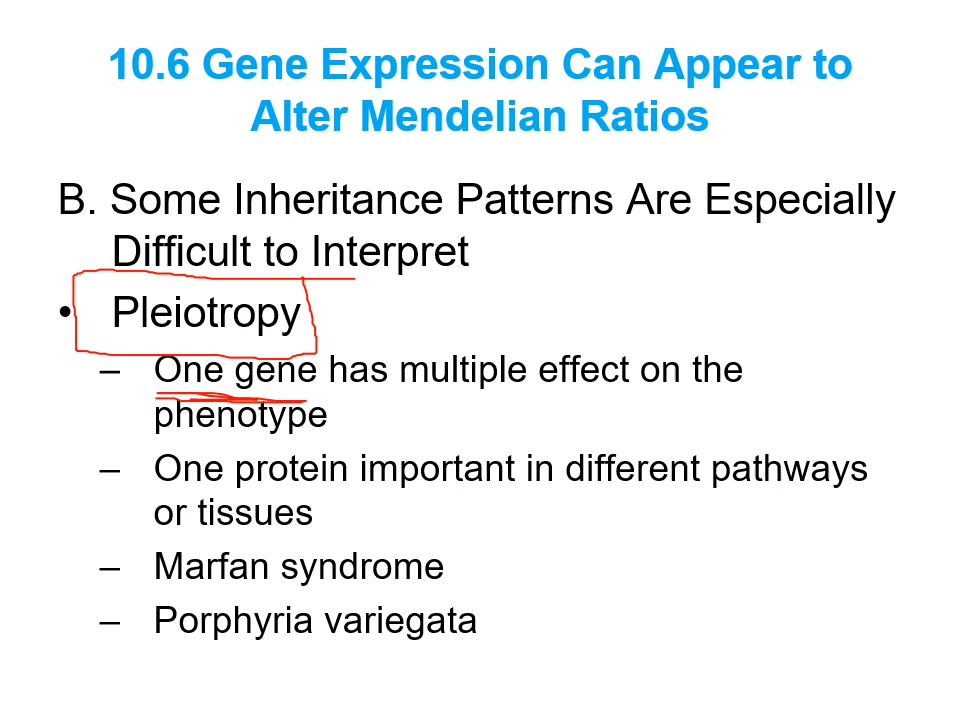 10.6 Gene Expression Can Appear to
Alter Mendelian Ratios
B. Some Inheritance Patterns Are Especially
Difficult to Interpret
• Pleiotropy
– One gene has multiple effect on the
phenotype
– One protein important in different pathways
or tissues
– Marfan syndrome
– Porphyria variegata